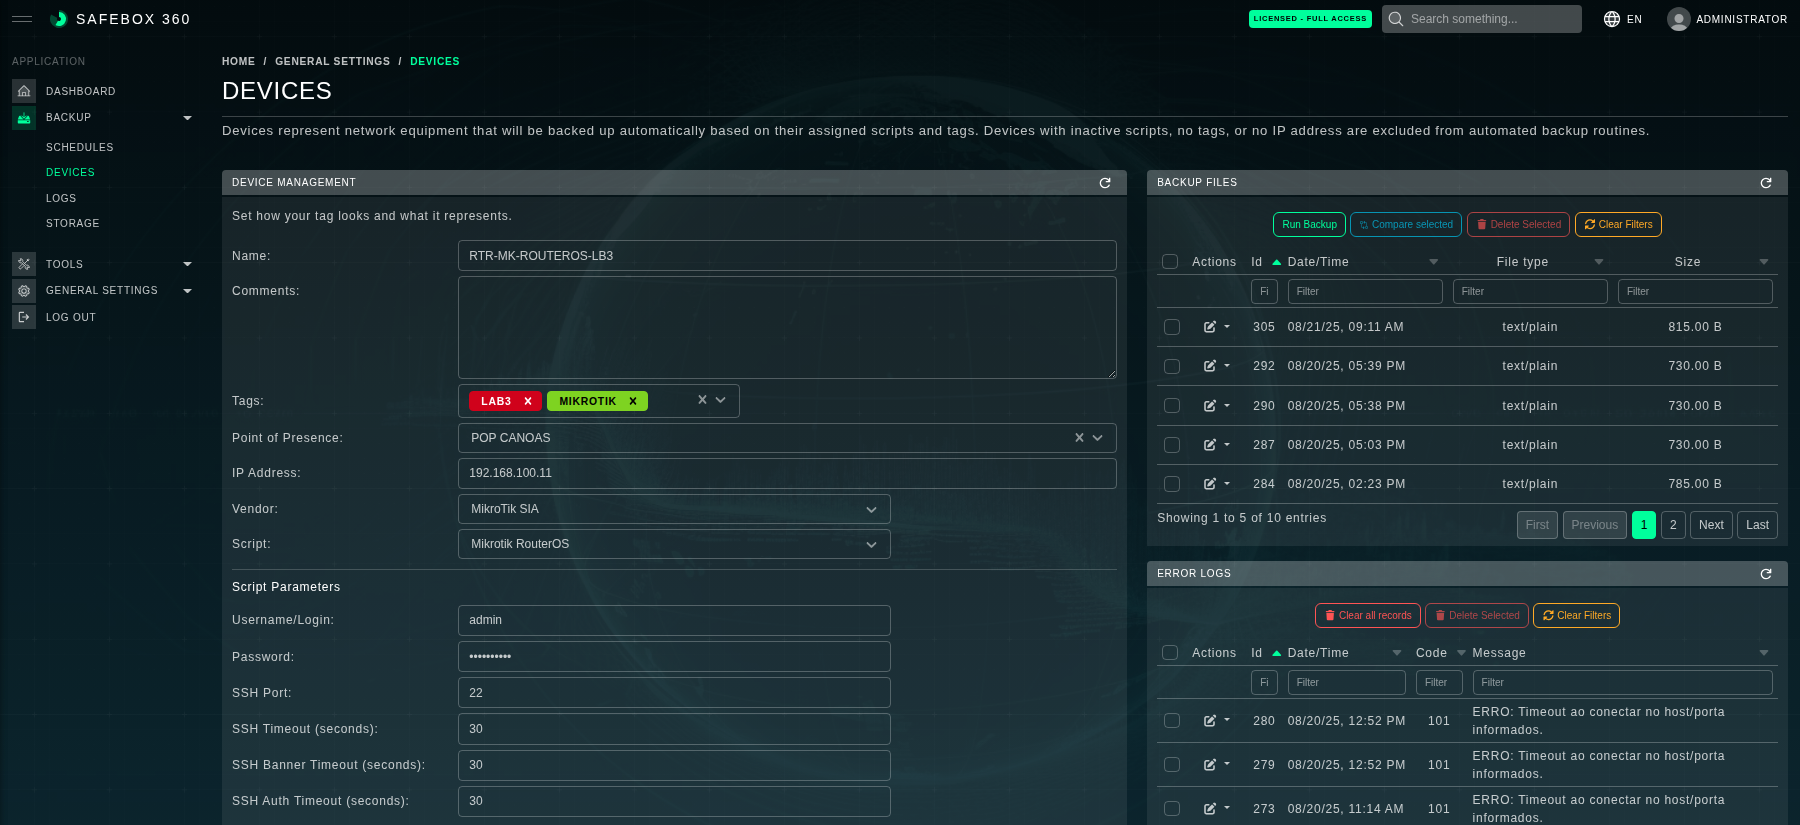 SAFEBOX 360
LICENSED - FULL ACCESS
Search something...
EN
ADMINISTRATOR
APPLICATION
DASHBOARD
BACKUP
SCHEDULES
DEVICES
LOGS
STORAGE
TOOLS
GENERAL SETTINGS
LOG OUT
HOME / GENERAL SETTINGS / DEVICES
DEVICES
Devices represent network equipment that will be backed up automatically based on their assigned scripts and tags. Devices with inactive scripts, no tags, or no IP address are excluded from automated backup routines.
DEVICE MANAGEMENT
Set how your tag looks and what it represents.
Name: RTR-MK-ROUTEROS-LB3
Comments:
Tags: LAB3 X MIKROTIK X X
Point of Presence: POP CANOAS X
IP Address: 192.168.100.11
Vendor: MikroTik SIA
Script: Mikrotik RouterOS
Script Parameters
Username/Login: admin
Password: ••••••••••
SSH Port: 22
SSH Timeout (seconds): 30
SSH Banner Timeout (seconds): 30
SSH Auth Timeout (seconds): 30
BACKUP FILES
Run Backup Compare selected Delete Selected Clear Filters
Actions Id Date/Time File type Size
Fi Filter Filter Filter
305 08/21/25, 09:11 AM text/plain 815.00 B
292 08/20/25, 05:39 PM text/plain 730.00 B
290 08/20/25, 05:38 PM text/plain 730.00 B
287 08/20/25, 05:03 PM text/plain 730.00 B
284 08/20/25, 02:23 PM text/plain 785.00 B
Showing 1 to 5 of 10 entries
First Previous 1 2 Next Last
ERROR LOGS
Clear all records Delete Selected Clear Filters
Actions Id Date/Time Code Message
Fi Filter Filter Filter
280 08/20/25, 12:52 PM 101 ERRO: Timeout ao conectar no host/porta
informados.
279 08/20/25, 12:52 PM 101 ERRO: Timeout ao conectar no host/porta
informados.
273 08/20/25, 11:14 AM 101 ERRO: Timeout ao conectar no host/porta
informados.